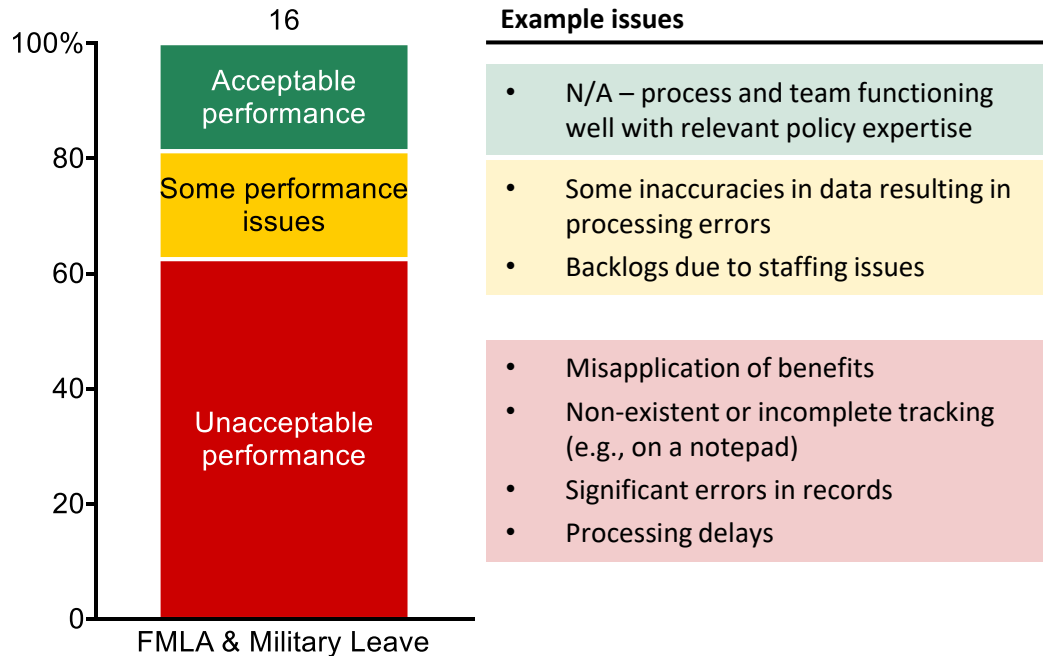 16
Example issues
100%
80
60
40
20
0
Acceptable
performance
Some performance
issues
Unacceptable
performance
FMLA & Military Leave
• N/A – process and team functioning
well with relevant policy expertise
• Some inaccuracies in data resulting in
processing errors
• Backlogs due to staffing issues
• Misapplication of benefits
• Non-existent or incomplete tracking
(e.g., on a notepad)
• Significant errors in records
• Processing delays